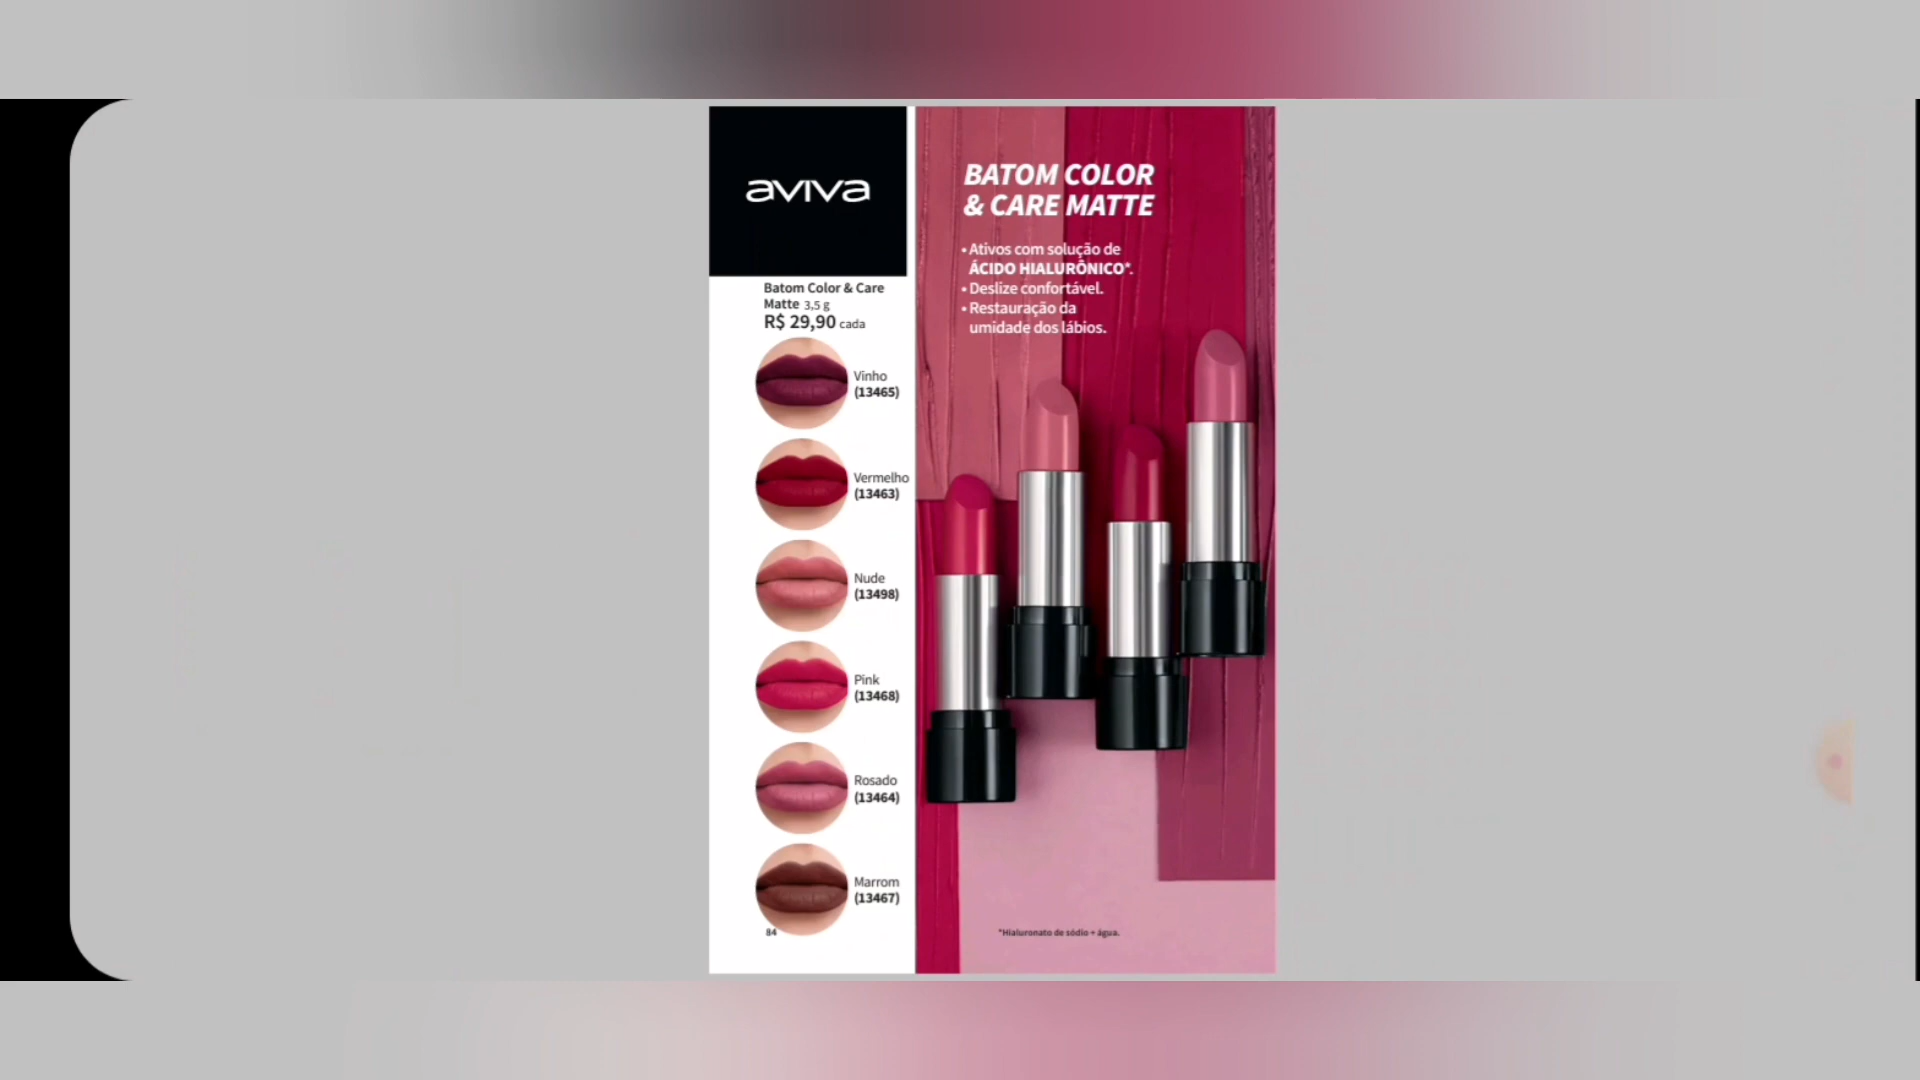 aviva
Batom Color & Care
Matte 3,5 g
R$ 29,90 cada
Vinho
(13465)
Vermelho
(13463)
Nude
(13498)
Pink
(13468)
Rosado
(13464)
Marrom
(13467)
84
BATOM COLOR
& CARE MATTE
• Ativos com solução de
ÁCIDO HIALURÔNICO*.
• Deslize confortável.
• Restauração da
umidade dos lábios.
*Hialuronato de sódio + água.